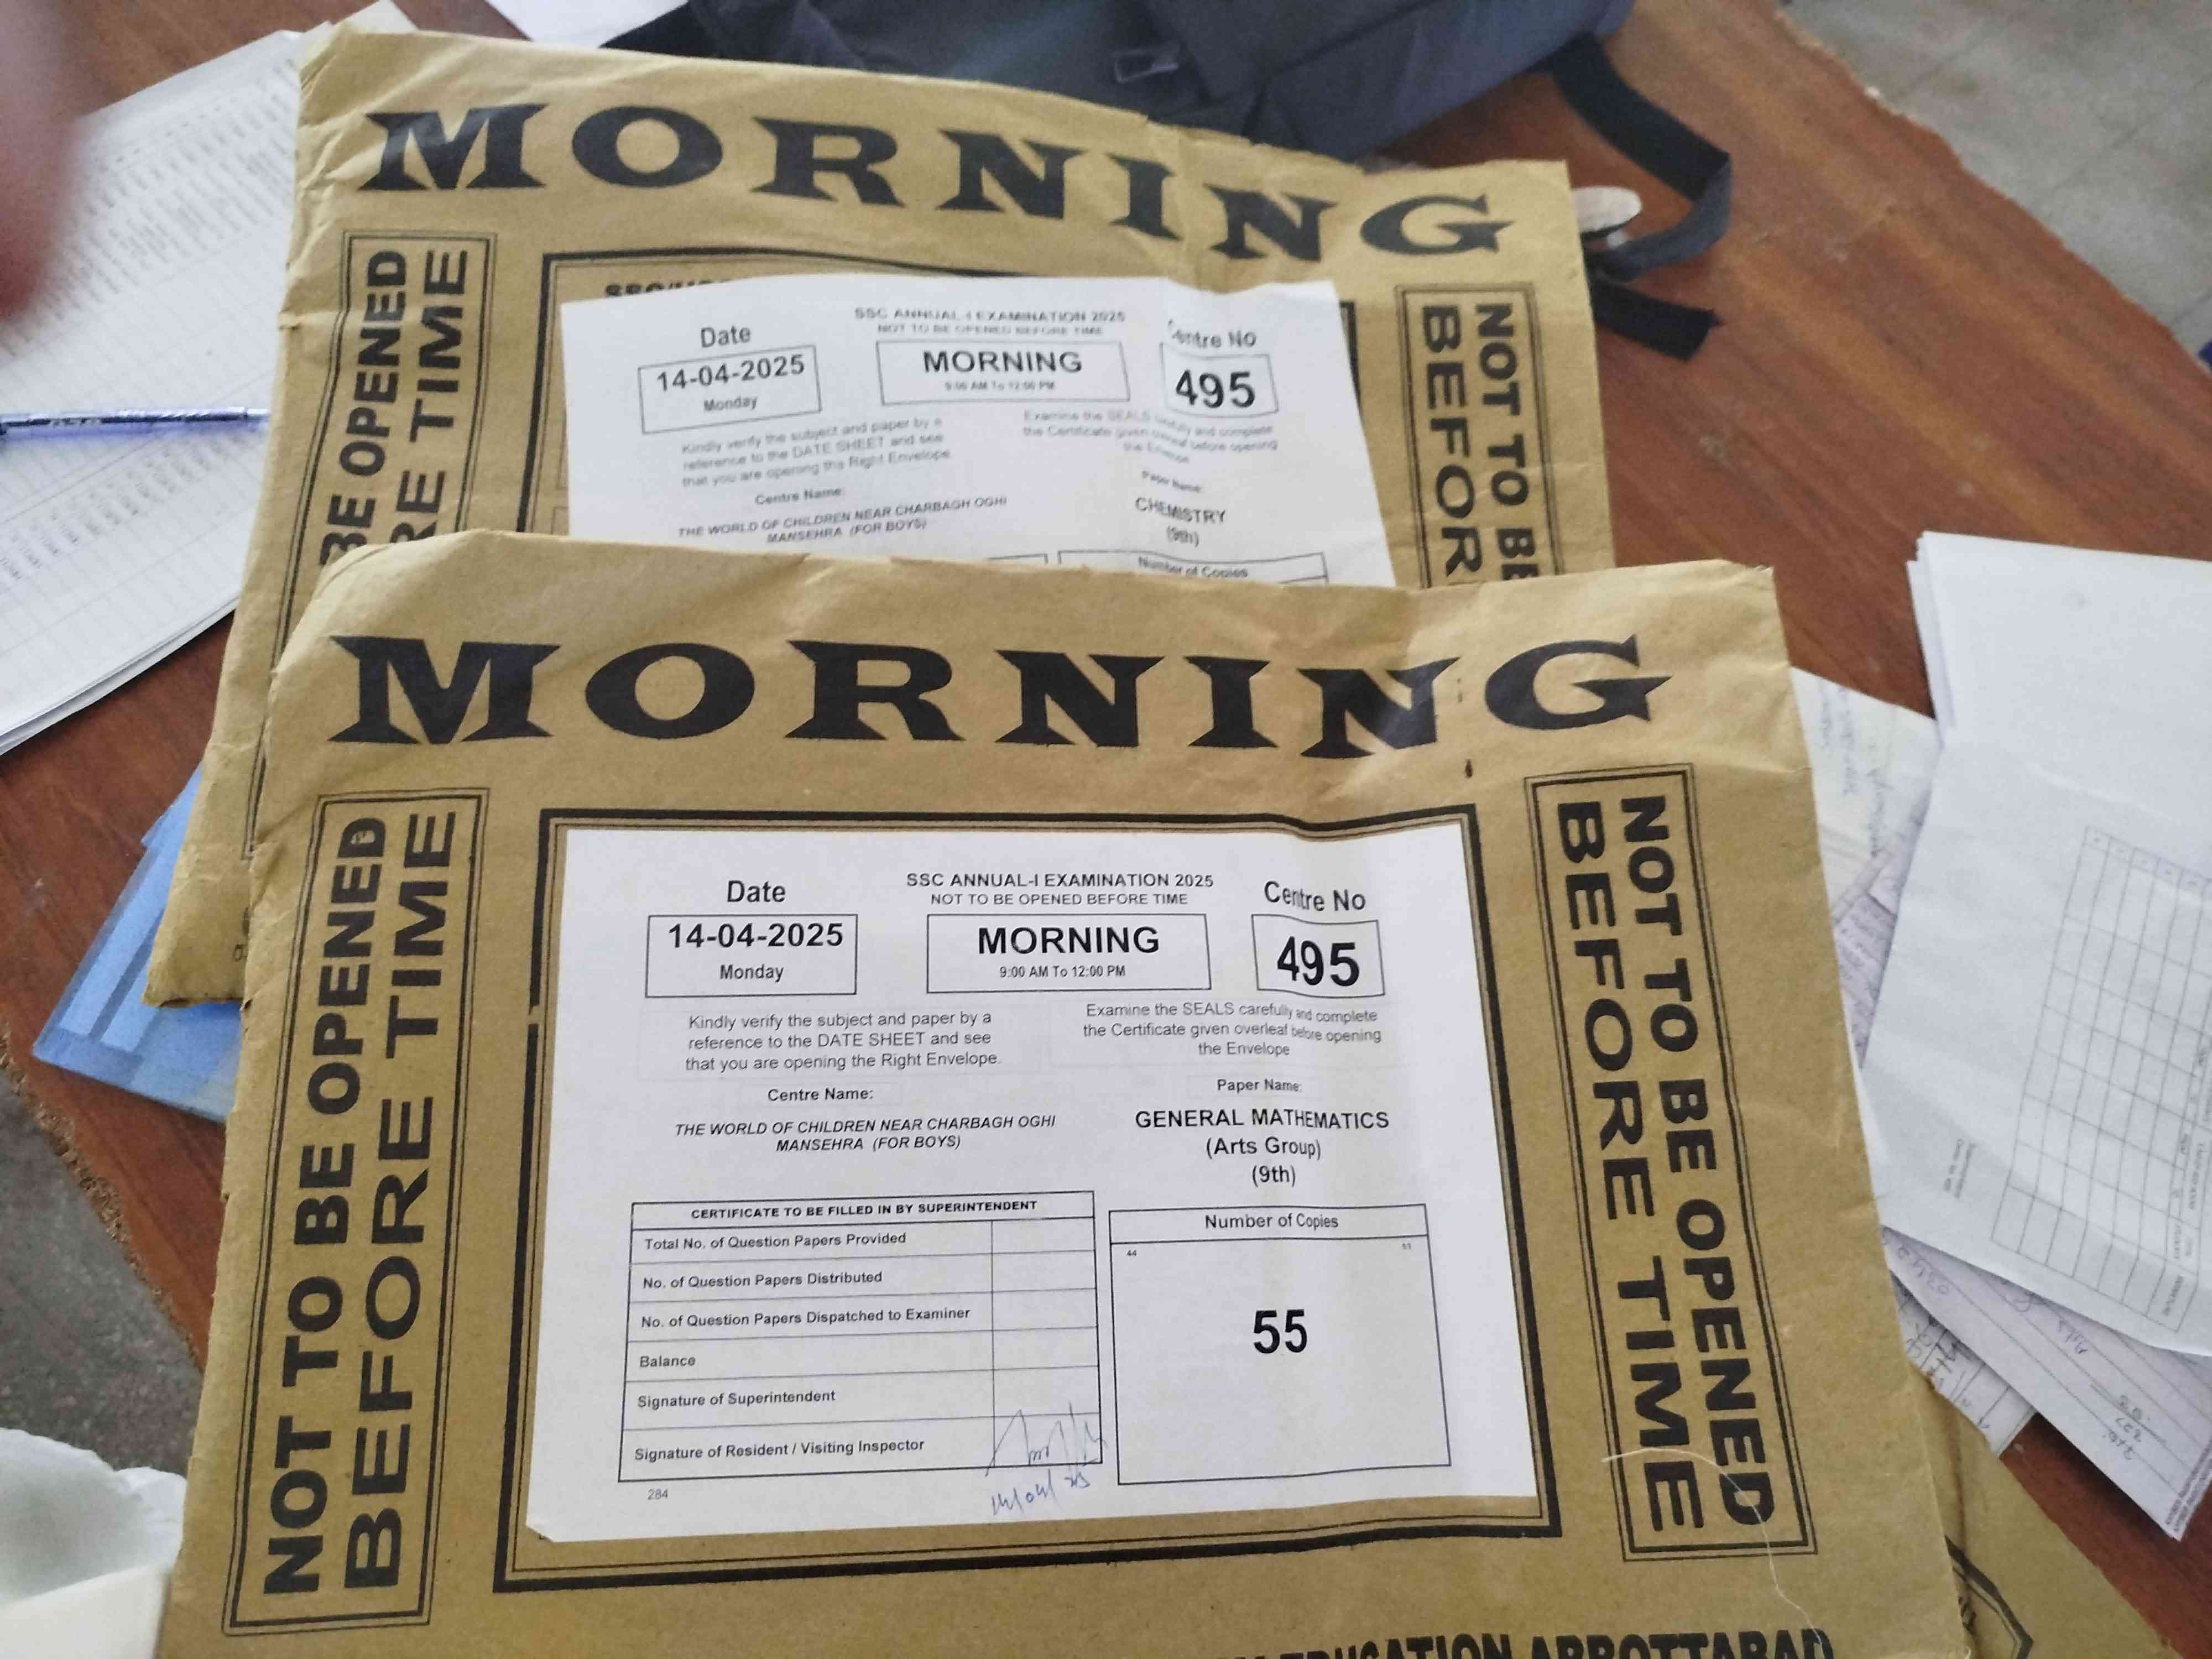 MORNING
BE OPENED
RE TIME
NOT TO BE
BEFOR
SSC ANNUAL-I EXAMINATION 2025
NOT TO BE OPENED BEFORE TIME
Date
14-04-2025
Monday
MORNING
9:00 AM To 12:00 PM
Centre No
495
Kindly verify the subject and paper by a
reference to the DATE SHEET and see
that you are opening the Right Envelope.
Examine the SEALS carefully and complete
the Certificate given overleaf before opening
the Envelope
Centre Name:
THE WORLD OF CHILDREN NEAR CHARBAGH OGHI
MANSEHRA (FOR BOYS)
Paper Name:
CHEMISTRY
(9th)
Number of Copies
MORNING
NOT TO BE OPENED
BEFORE TIME
NOT TO BE OPENED
BEFORE TIME
SSC ANNUAL-I EXAMINATION 2025
NOT TO BE OPENED BEFORE TIME
Date
14-04-2025
Monday
MORNING
9:00 AM To 12:00 PM
Centre No
495
Kindly verify the subject and paper by a
reference to the DATE SHEET and see
that you are opening the Right Envelope.
Examine the SEALS carefully and complete
the Certificate given overleaf before opening
the Envelope
Centre Name:
THE WORLD OF CHILDREN NEAR CHARBAGH OGHI
MANSEHRA (FOR BOYS)
Paper Name:
GENERAL MATHEMATICS
(Arts Group)
(9th)
CERTIFICATE TO BE FILLED IN BY SUPERINTENDENT
Total No. of Question Papers Provided
No. of Question Papers Distributed
No. of Question Papers Dispatched to Examiner
Balance
Signature of Superintendent
Signature of Resident / Visiting Inspector
14/04/25
284
Number of Copies
44
11
55
EDUCATION ABBOTTABAD